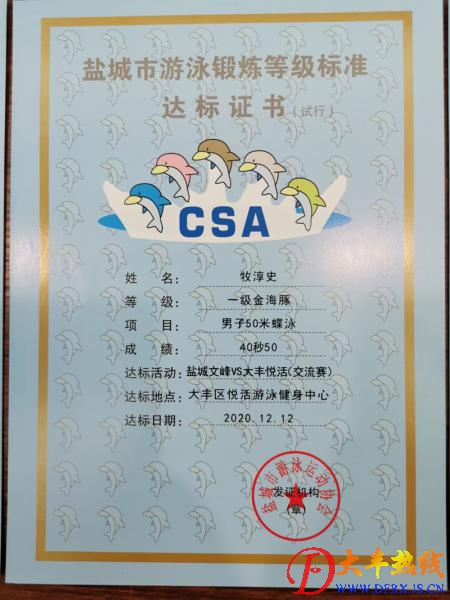 盐城市游泳锻炼等级标准
达标证书(试行)
CSA
姓 名: 牧淳史
等 级: 一级金海豚
项 目: 男子50米蝶泳
成 绩: 40秒50
达标活动: 盐城文峰VS大丰悦活(交流赛)
达标地点: 大丰区悦活游泳健身中心
达标日期: 2020.12.12
盐城市游泳运动协会
发证机构
(章)
大丰热线
WWW.DFRX.JS.CN